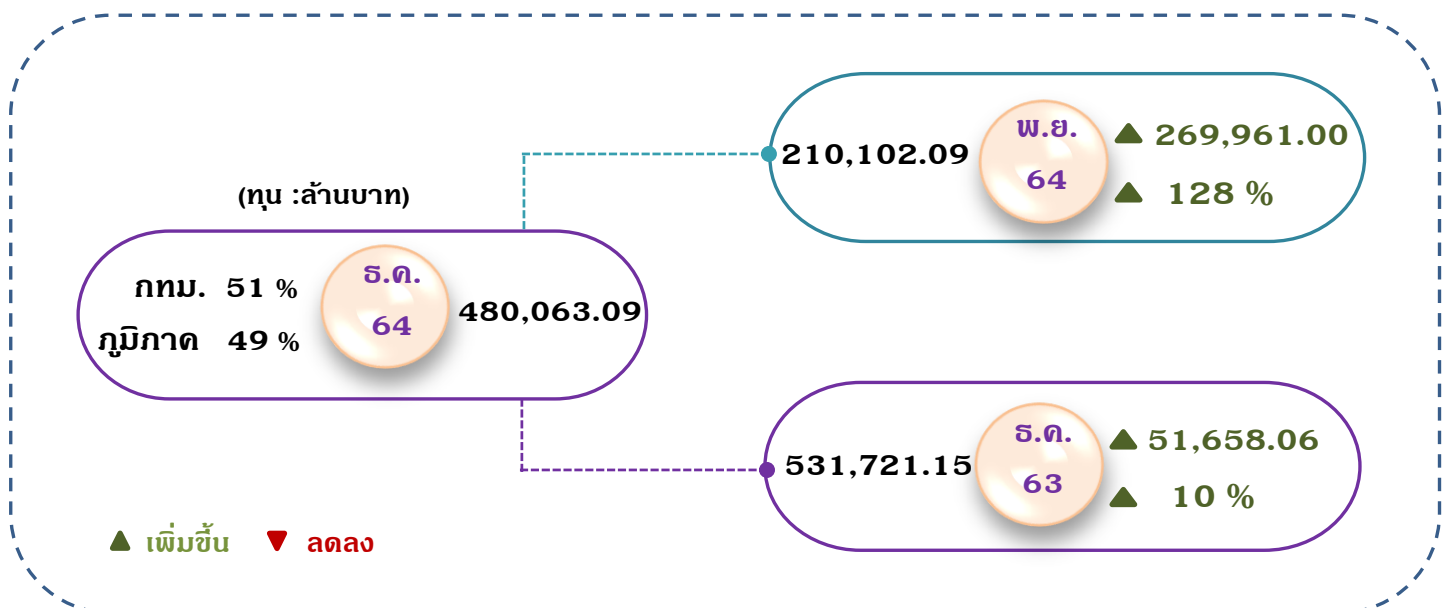 (ทุน :ล้านบาท)
กทม. 51 %
ภูมิภาค 49 %
ธ.ค.
64
480,063.09
210,102.09
พ.ย.
64
▲ 269,961.00
▲ 128 %
531,721.15
ธ.ค.
63
▲ 51,658.06
▲ 10 %
▲ เพิ่มขึ้น ▼ ลดลง